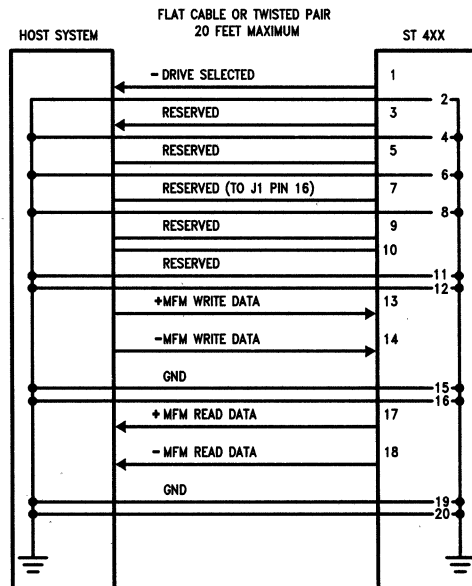 FLAT CABLE OR TWISTED PAIR
20 FEET MAXIMUM
HOST SYSTEM
ST 4XX
- DRIVE SELECTED
1
2
RESERVED
3
4
RESERVED
5
6
RESERVED (TO J1 PIN 16)
7
8
RESERVED
9
10
RESERVED
11
12
+MFM WRITE DATA
13
-MFM WRITE DATA
14
GND
15
16
+ MFM READ DATA
17
- MFM READ DATA
18
GND
19
20